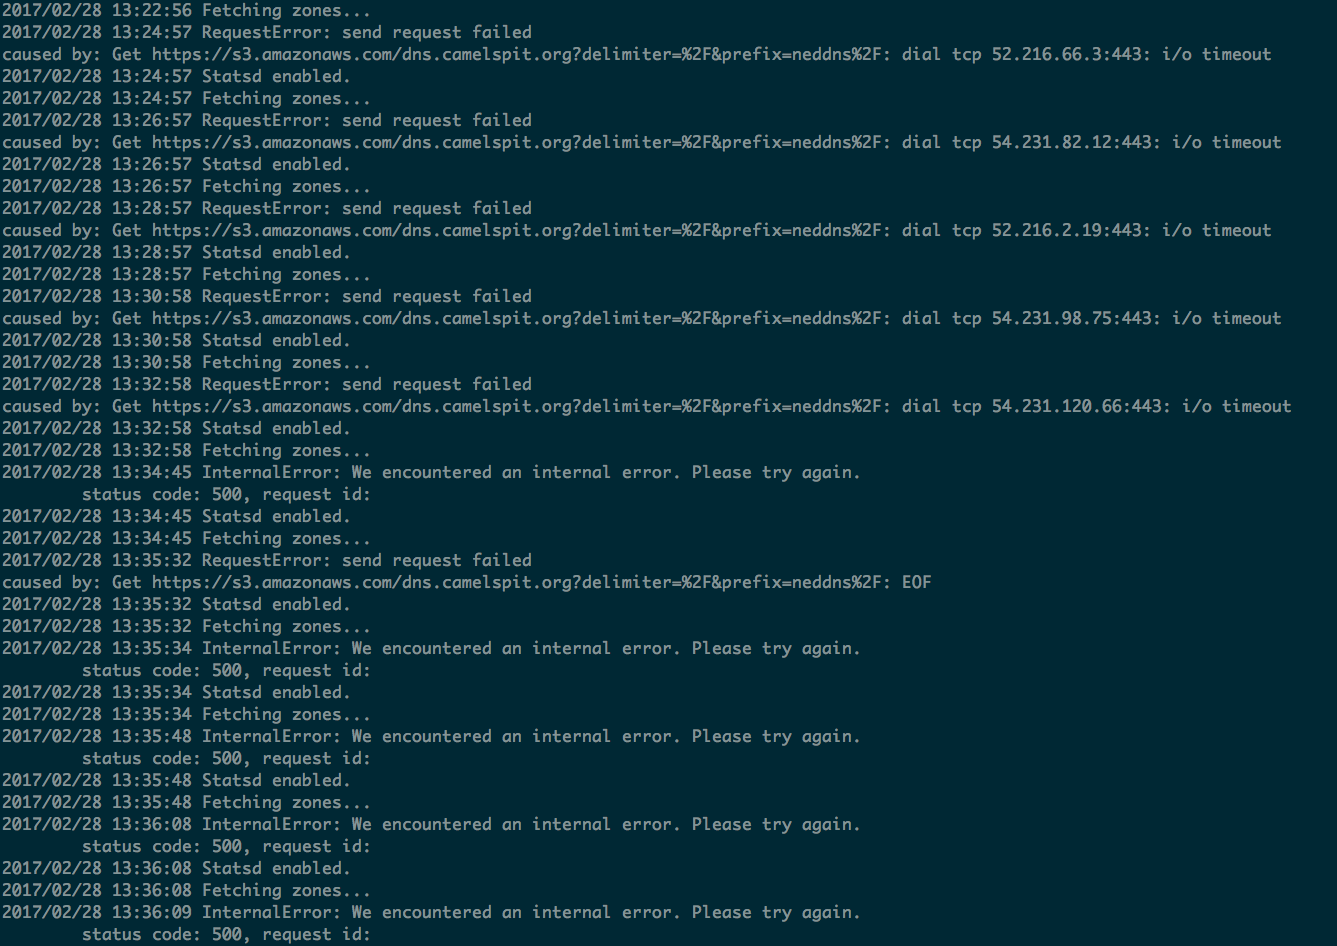 2017/02/28 13:22:56 Fetching zones...
2017/02/28 13:24:57 RequestError: send request failed
caused by: Get https://s3.amazonaws.com/dns.camelspit.org?delimiter=%2F&prefix=neddns%2F: dial tcp 52.216.66.3:443: i/o timeout
2017/02/28 13:24:57 Statsd enabled.
2017/02/28 13:24:57 Fetching zones...
2017/02/28 13:26:57 RequestError: send request failed
caused by: Get https://s3.amazonaws.com/dns.camelspit.org?delimiter=%2F&prefix=neddns%2F: dial tcp 54.231.82.12:443: i/o timeout
2017/02/28 13:26:57 Statsd enabled.
2017/02/28 13:26:57 Fetching zones...
2017/02/28 13:28:57 RequestError: send request failed
caused by: Get https://s3.amazonaws.com/dns.camelspit.org?delimiter=%2F&prefix=neddns%2F: dial tcp 52.216.2.19:443: i/o timeout
2017/02/28 13:28:57 Statsd enabled.
2017/02/28 13:28:57 Fetching zones...
2017/02/28 13:30:58 RequestError: send request failed
caused by: Get https://s3.amazonaws.com/dns.camelspit.org?delimiter=%2F&prefix=neddns%2F: dial tcp 54.231.98.75:443: i/o timeout
2017/02/28 13:30:58 Statsd enabled.
2017/02/28 13:30:58 Fetching zones...
2017/02/28 13:32:58 RequestError: send request failed
caused by: Get https://s3.amazonaws.com/dns.camelspit.org?delimiter=%2F&prefix=neddns%2F: dial tcp 54.231.120.66:443: i/o timeout
2017/02/28 13:32:58 Statsd enabled.
2017/02/28 13:32:58 Fetching zones...
2017/02/28 13:34:45 InternalError: We encountered an internal error. Please try again.
        status code: 500, request id:
2017/02/28 13:34:45 Statsd enabled.
2017/02/28 13:34:45 Fetching zones...
2017/02/28 13:35:32 RequestError: send request failed
caused by: Get https://s3.amazonaws.com/dns.camelspit.org?delimiter=%2F&prefix=neddns%2F: EOF
2017/02/28 13:35:32 Statsd enabled.
2017/02/28 13:35:32 Fetching zones...
2017/02/28 13:35:34 InternalError: We encountered an internal error. Please try again.
        status code: 500, request id:
2017/02/28 13:35:34 Statsd enabled.
2017/02/28 13:35:34 Fetching zones...
2017/02/28 13:35:48 InternalError: We encountered an internal error. Please try again.
        status code: 500, request id:
2017/02/28 13:35:48 Statsd enabled.
2017/02/28 13:35:48 Fetching zones...
2017/02/28 13:36:08 InternalError: We encountered an internal error. Please try again.
        status code: 500, request id:
2017/02/28 13:36:08 Statsd enabled.
2017/02/28 13:36:08 Fetching zones...
2017/02/28 13:36:09 InternalError: We encountered an internal error. Please try again.
        status code: 500, request id: